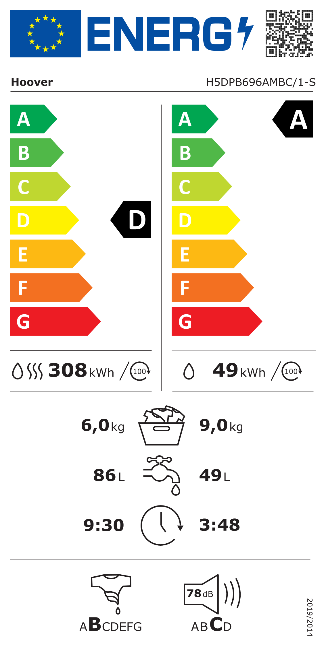 ENERG
Hoover H5DPB696AMBC/1-S
A A A
B B
C C
D D D
E E
F F
G G
308 kWh / 100 49 kWh / 100
6,0 kg 9,0 kg
86 L 49 L
9:30 3:48
78 dB
ABCDEFG ABCD
2019/2011